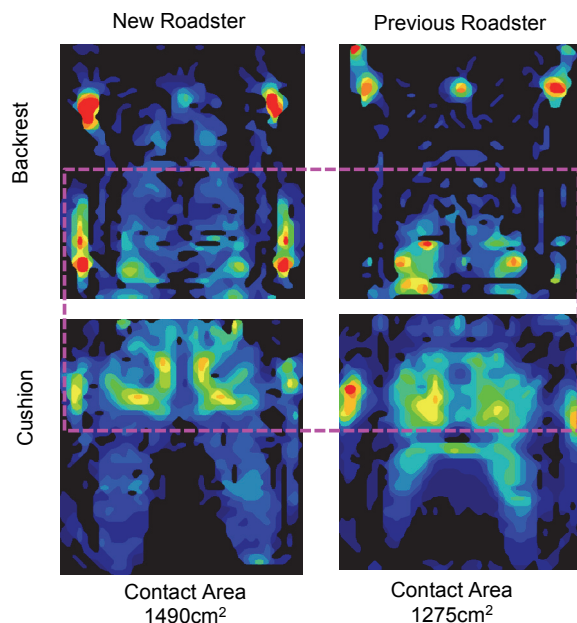 New Roadster
Previous Roadster
Backrest
Cushion
Contact Area
1490cm²
Contact Area
1275cm²